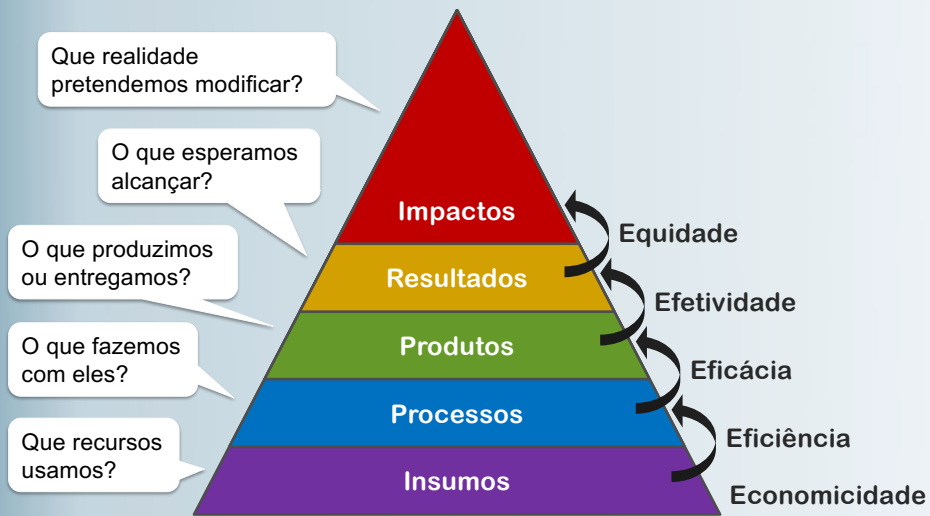 Que realidade
pretendemos modificar?
O que esperamos
alcançar?
O que produzimos
ou entregamos?
O que fazemos
com eles?
Que recursos
usamos?
Impactos
Resultados
Produtos
Processos
Insumos
Equidade
Efetividade
Eficácia
Eficiência
Economicidade